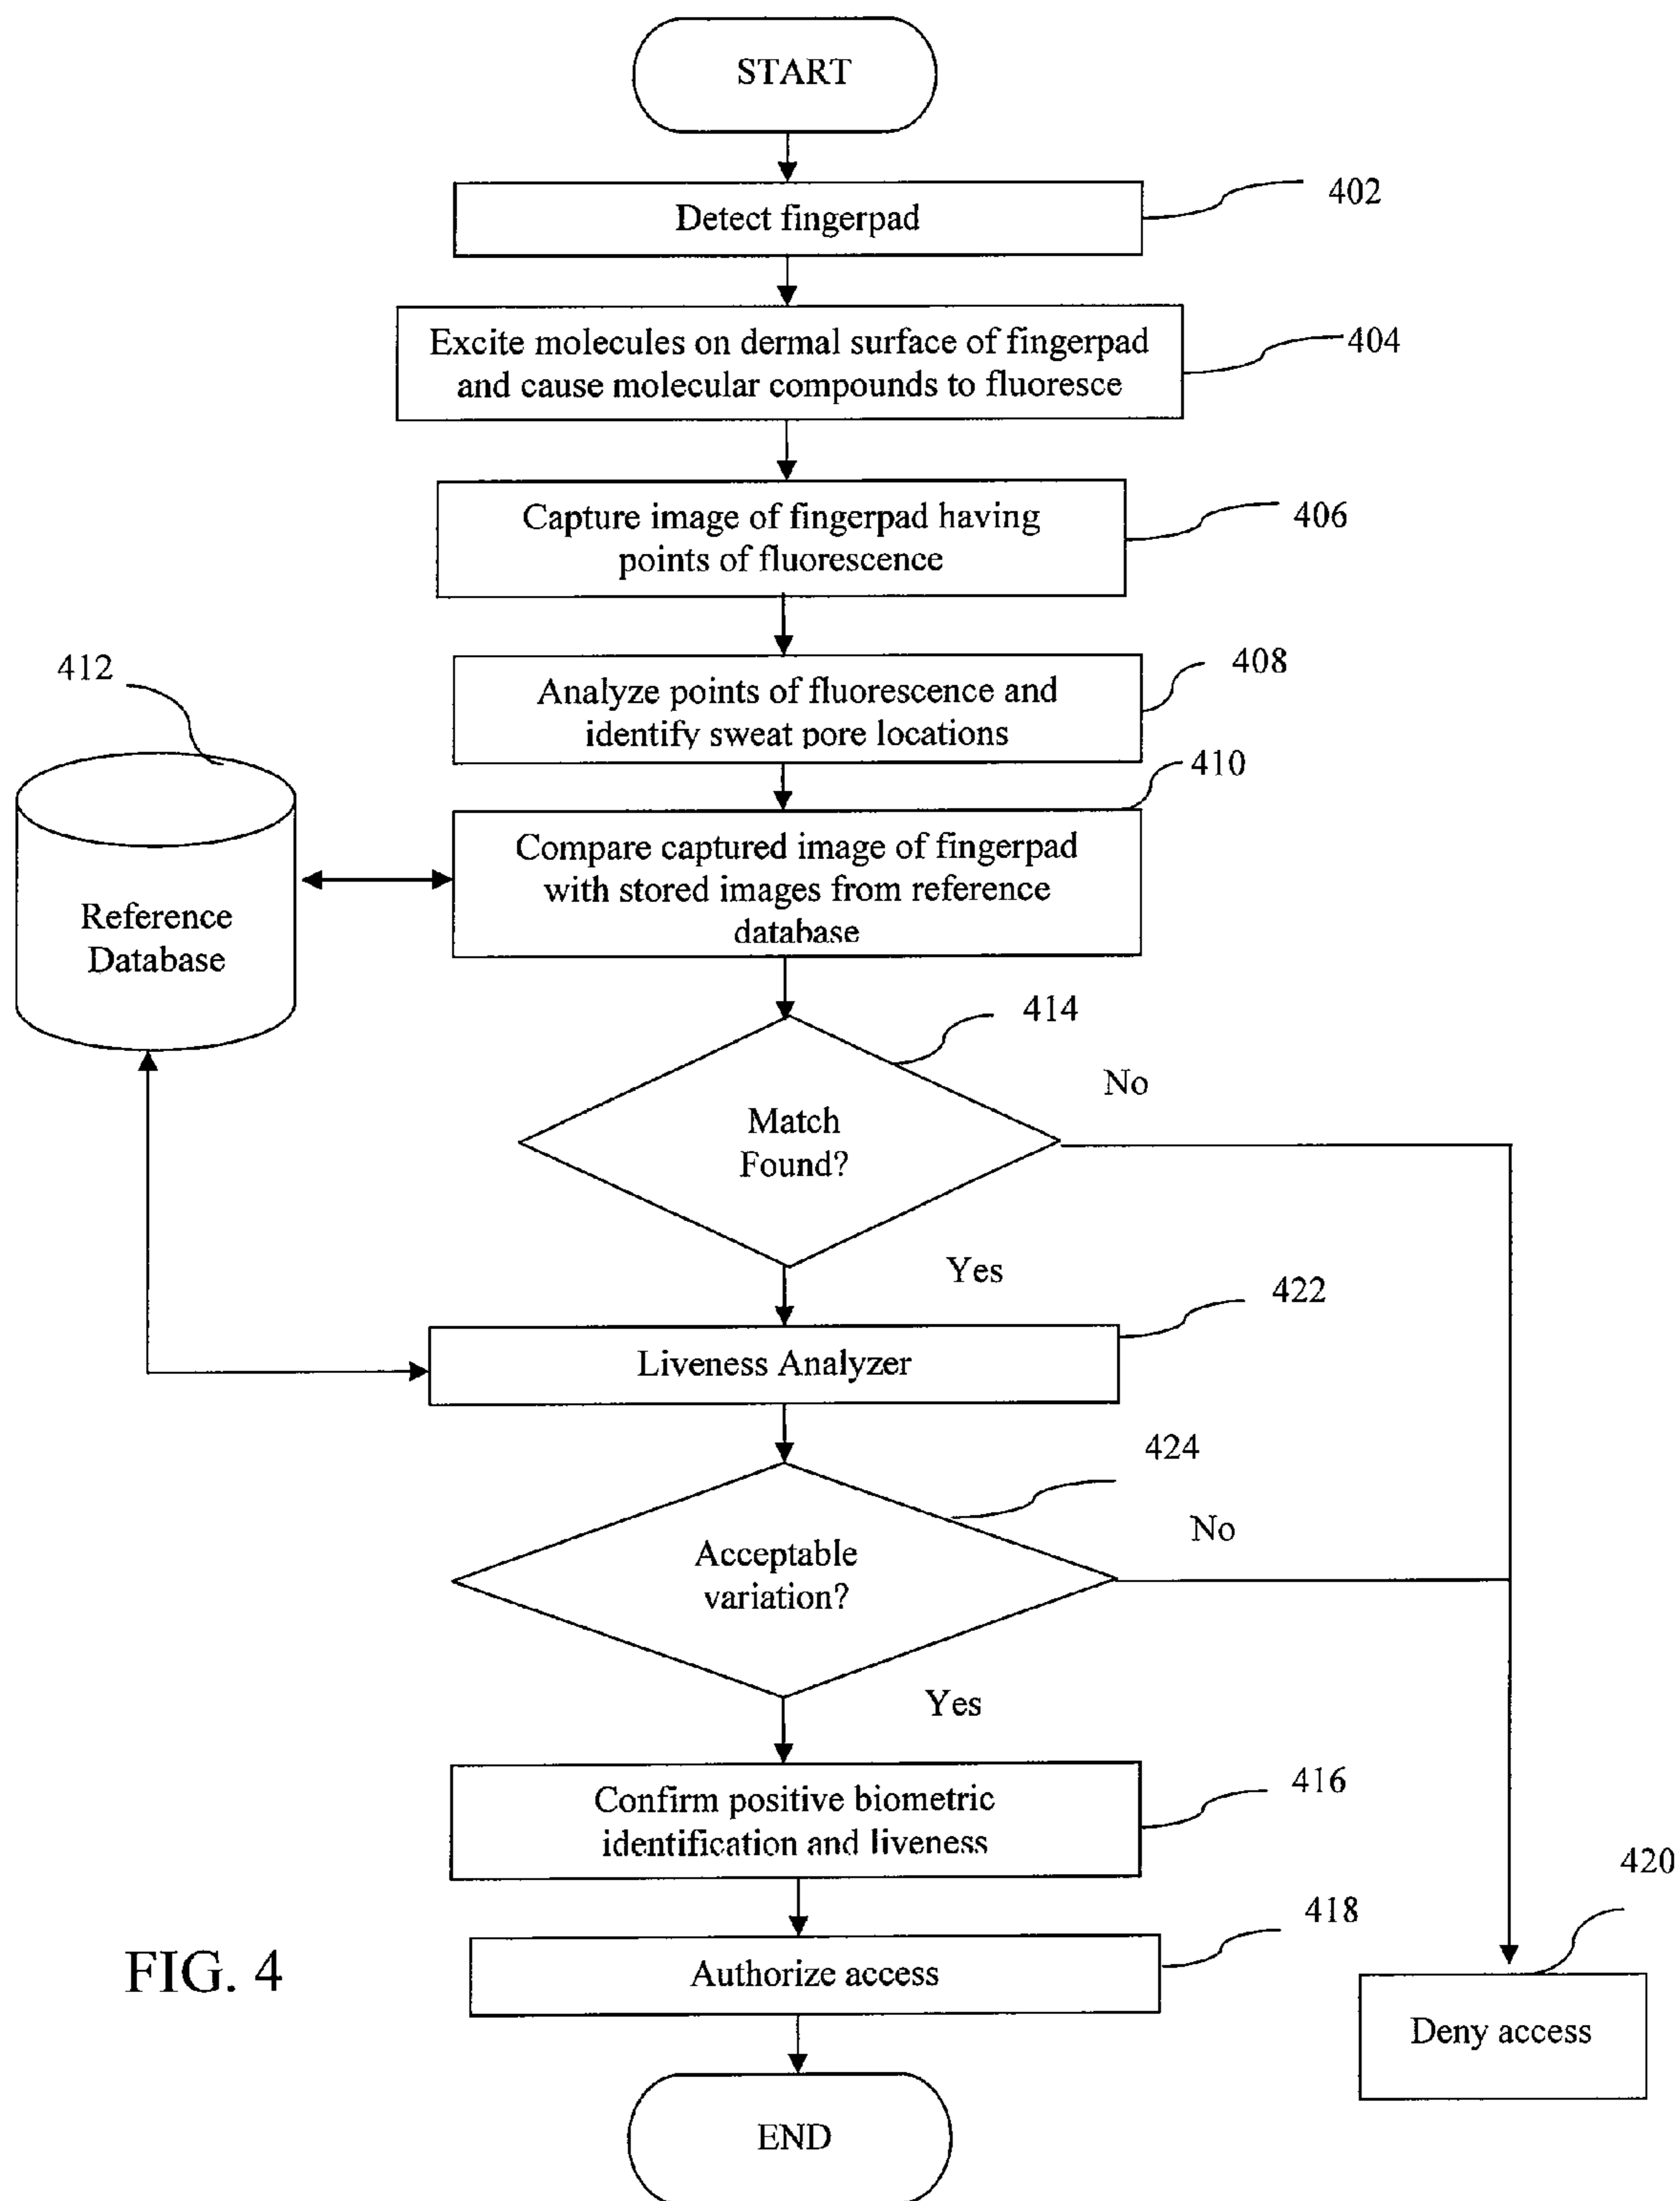 START
Detect fingerpad
402
Excite molecules on dermal surface of fingerpad
and cause molecular compounds to fluoresce
404
Capture image of fingerpad having
points of fluorescence
406
Analyze points of fluorescence and
identify sweat pore locations
408
412
Reference
Database
410
Compare captured image of fingerpad
with stored images from reference
database
414
Match
Found?
No
Yes
422
Liveness Analyzer
424
Acceptable
variation?
No
Yes
Confirm positive biometric
identification and liveness
416
418
Authorize access
420
Deny access
FIG. 4
END